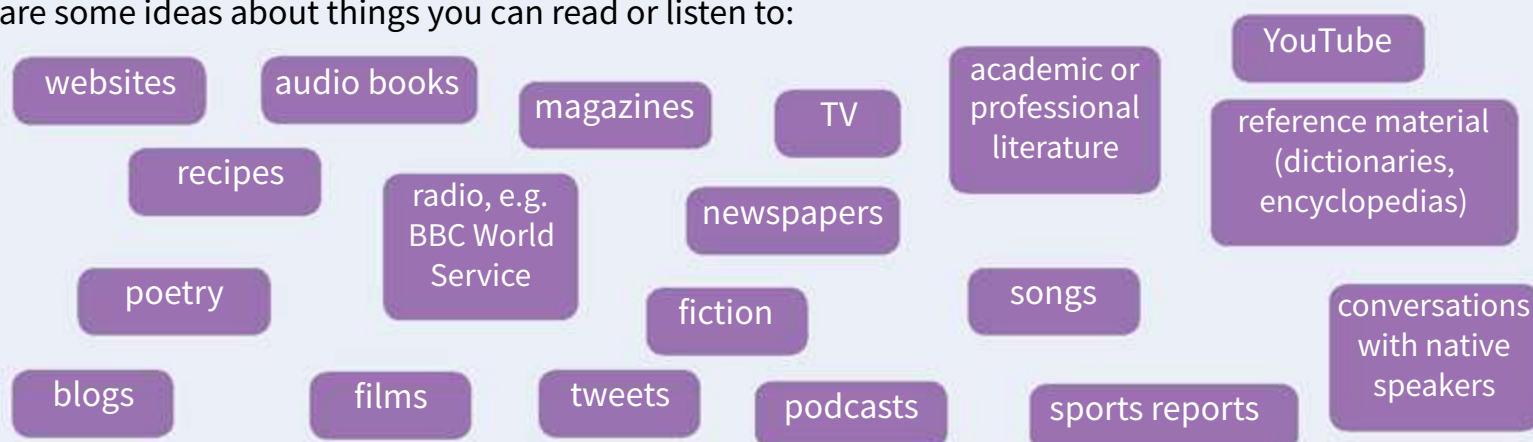 are some ideas about things you can read or listen to:
websites
audio books
magazines
TV
academic or
professional
literature
YouTube
reference material
(dictionaries,
encyclopedias)
recipes
radio, e.g.
BBC World
Service
newspapers
poetry
fiction
songs
conversations
with native
speakers
blogs
films
tweets
podcasts
sports reports